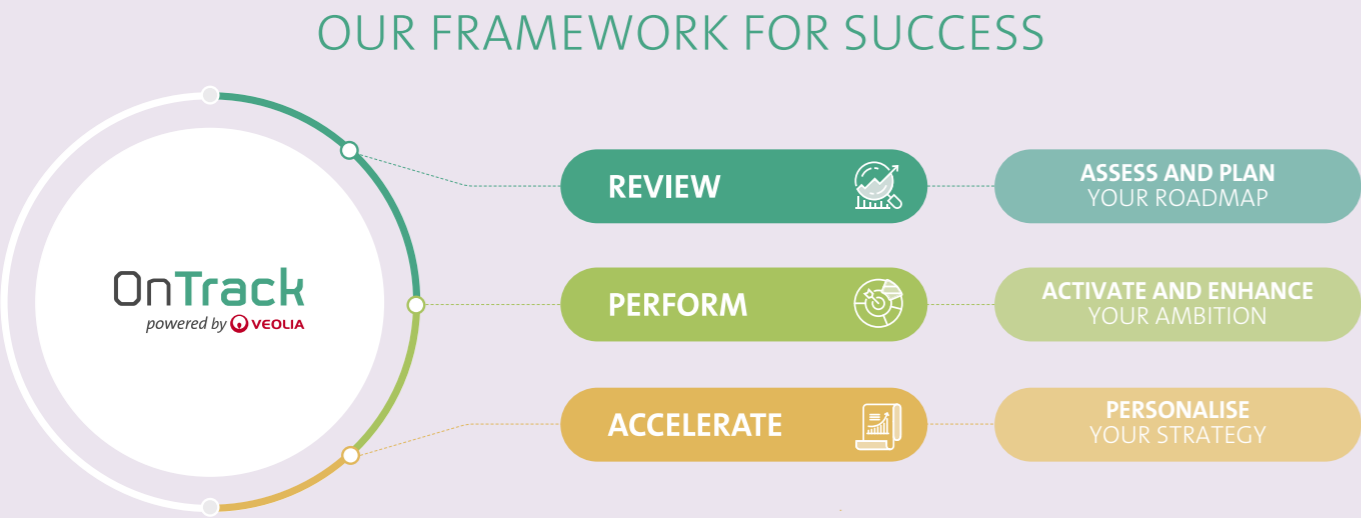 OUR FRAMEWORK FOR SUCCESS
OnTrack
powered by VEOLIA
REVIEW
ASSESS AND PLAN
YOUR ROADMAP
PERFORM
ACTIVATE AND ENHANCE
YOUR AMBITION
ACCELERATE
PERSONALISE
YOUR STRATEGY